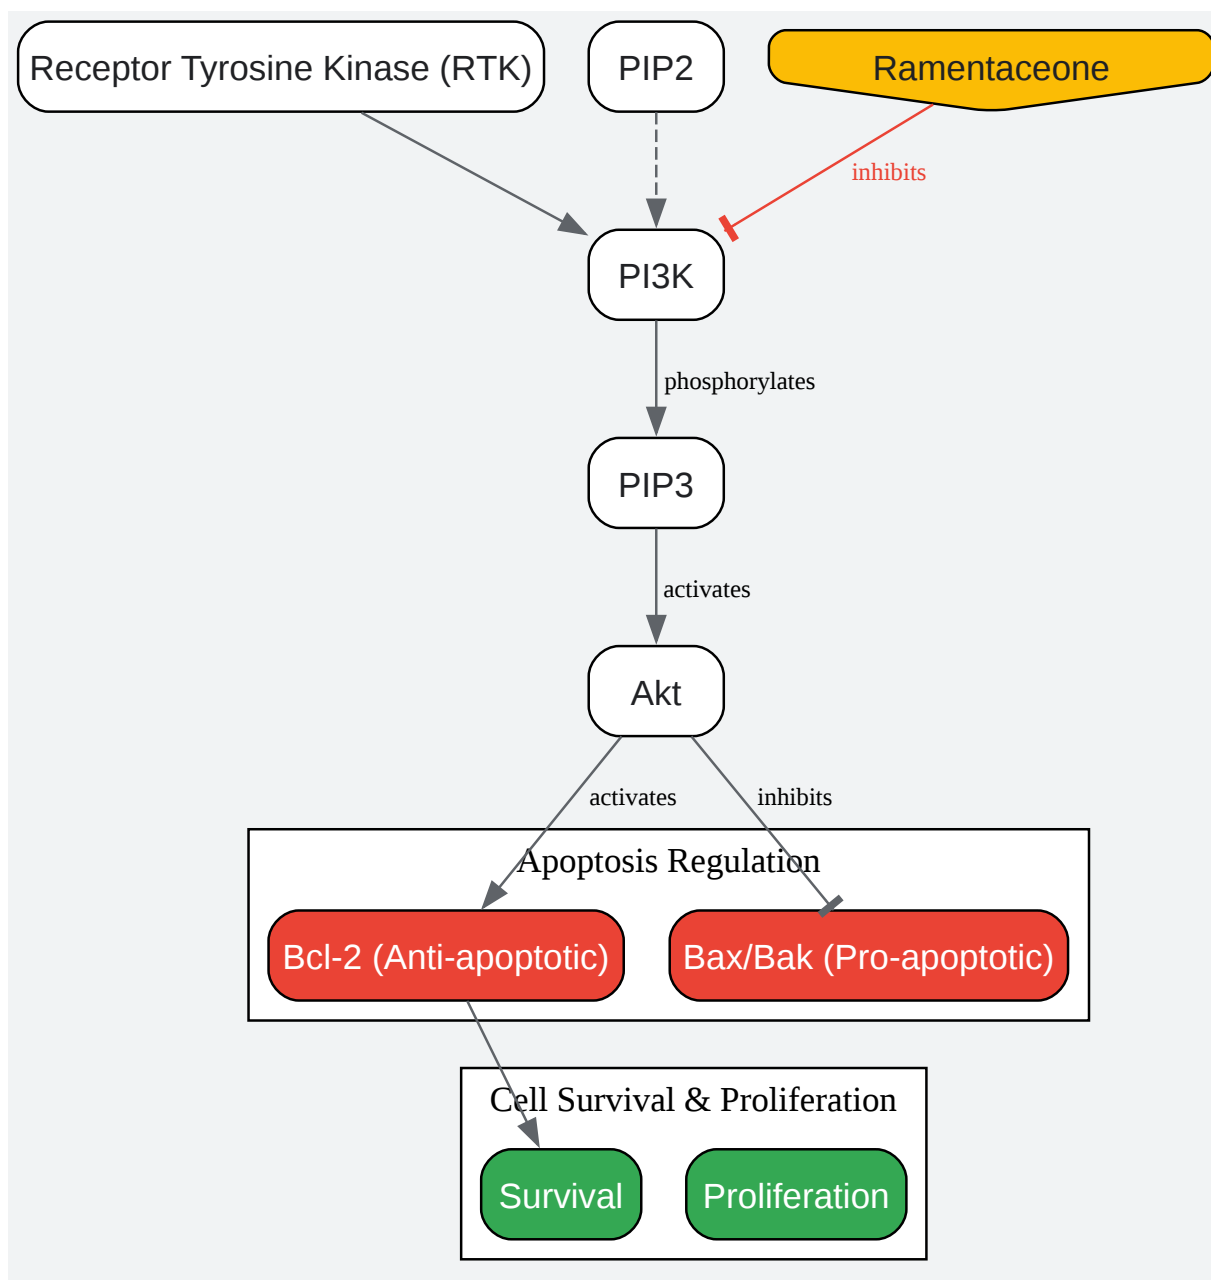 Receptor Tyrosine Kinase (RTK)
PIP2
Ramentaceone
inhibits
PI3K
phosphorylates
PIP3
activates
Akt
activates
inhibits
Apoptosis Regulation
Bcl-2 (Anti-apoptotic)
Bax/Bak (Pro-apoptotic)
Cell Survival & Proliferation
Survival
Proliferation